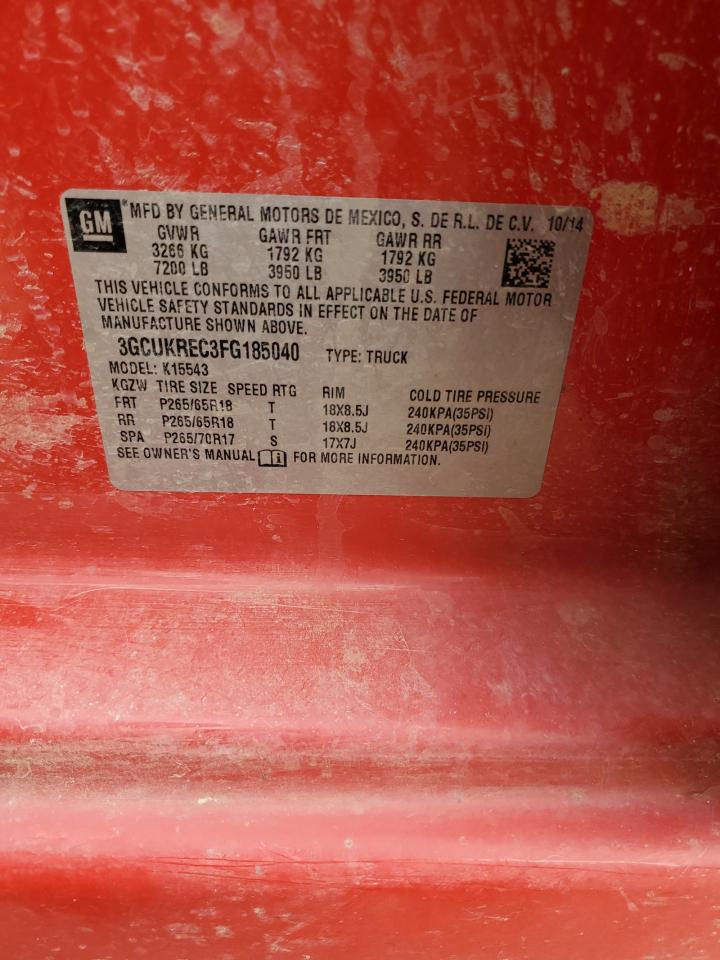 GM MFD BY GENERAL MOTORS DE MEXICO, S. DE R.L. DE C.V. 10/14
GVWR GAWR FRT GAWR RR
3266 KG 1792 KG 1792 KG
7200 LB 3950 LB 3950 LB
THIS VEHICLE CONFORMS TO ALL APPLICABLE U.S. FEDERAL MOTOR
VEHICLE SAFETY STANDARDS IN EFFECT ON THE DATE OF
MANUFACTURE SHOWN ABOVE.
3GCUKREC3FG185040 TYPE: TRUCK
MODEL: K15543
KGZW TIRE SIZE SPEED RTG RIM COLD TIRE PRESSURE
FRT P265/65R18 T 18X8.5J 240KPA(35PSI)
RR P265/65R18 T 18X8.5J 240KPA(35PSI)
SPA P265/70R17 S 17X7J 240KPA(35PSI)
SEE OWNER'S MANUAL FOR MORE INFORMATION.